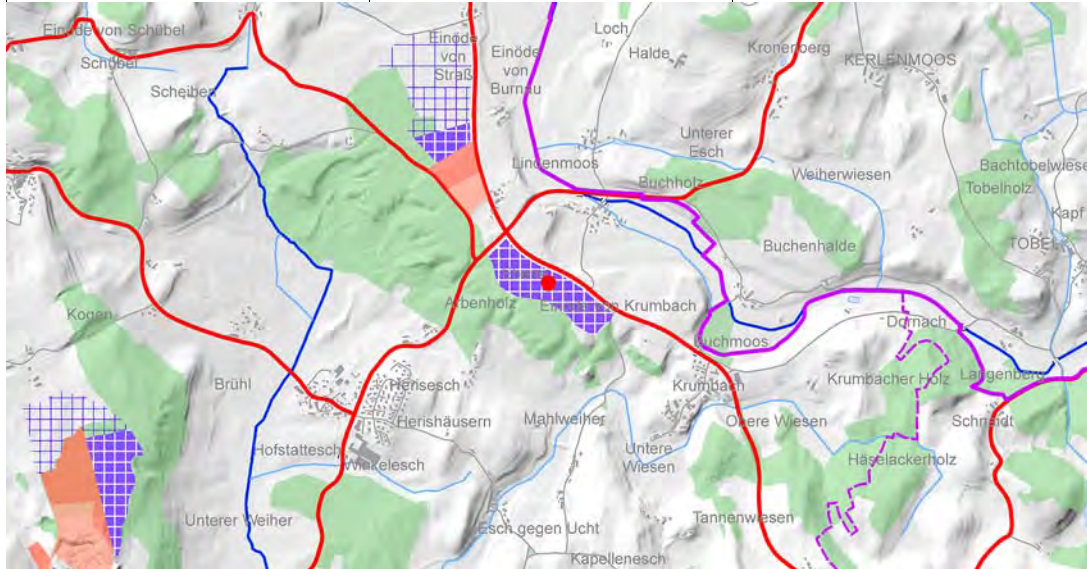 Einöde von Schübel
Schübel
Scheiben
Einöde
von
Straß
Einöde
von
Burnau
Loch
Halde
Kronenberg
KERLENMOOS
Unterer
Esch
Lindenmoos
Buchholz
Weiherwiesen
Bachtobelwiese
Tobelholz
Kapf
Buchenhalde
TOBEL
Arbenholz
Krumbach
Kogen
Buchmoos
Dornach
Brühl
Herisesch
Krumbach
Krumbacher Holz
Langenberg
Herishäusern
Mahlweiher
Obere Wiesen
Schmidt
Hofstattesch
Winkelesch
Untere
Wiesen
Häselackerholz
Unterer Weiher
Esch gegen Ucht
Tannenwiesen
Kapellenesch